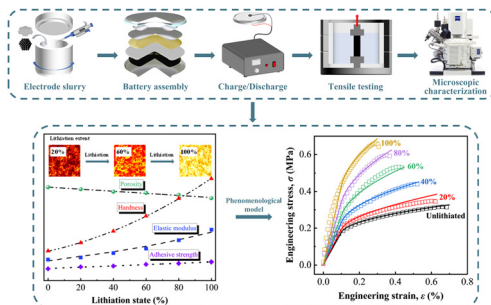 Electrode slurry
Battery assembly
Charge/Discharge
Tensile testing
Microscopic
characterization
Lithiation extent
20%
Lithiation
60%
Lithiation
100%
Porosity
Hardness
Elastic modulus
Adhesive strength
0 20 40 60 80 100
Lithiation state (%)
Phenomenological
model
Engineering stress, σ (MPa)
0.6
0.4
0.2
0.0
100%
80%
60%
40%
20%
Unlithiated
0.0 0.2 0.4 0.6 0.8
Engineering strain, ε (%)